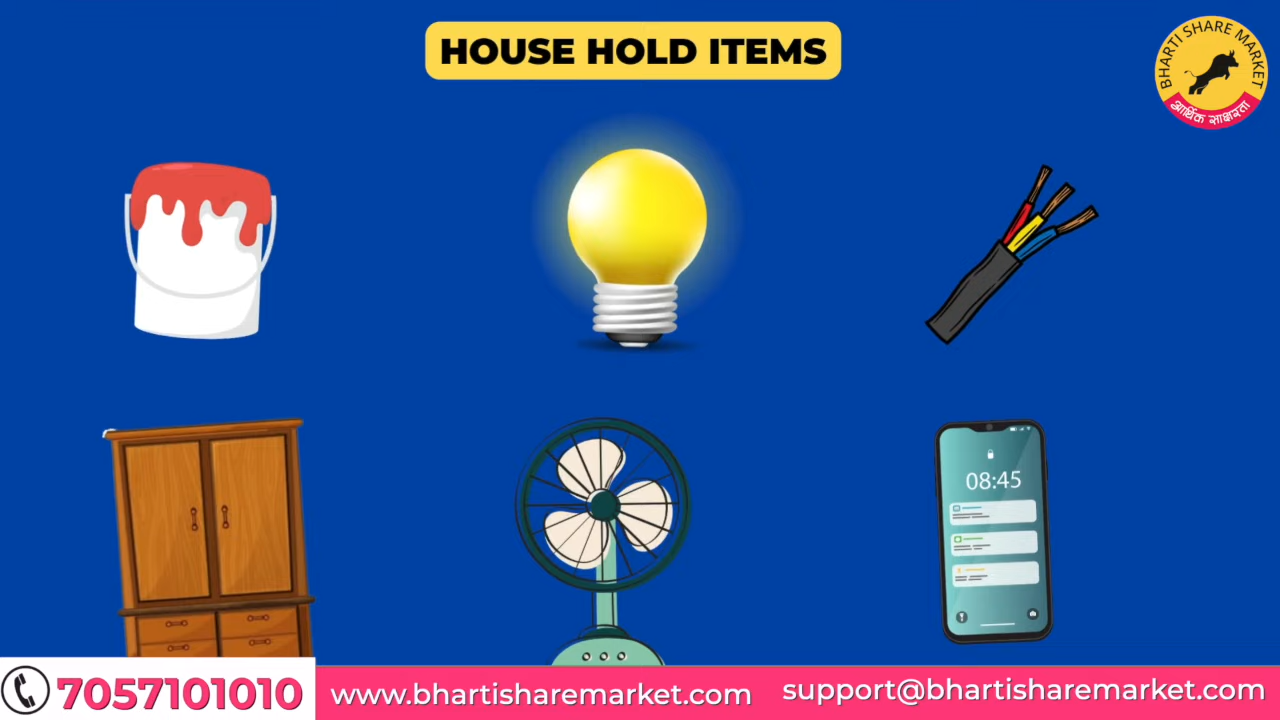 HOUSE HOLD ITEMS
BHARTI SHARE MARKET
आर्थिक साक्षरता
08:45
7057101010
www.bhartisharemarket.com
support@bhartisharemarket.com